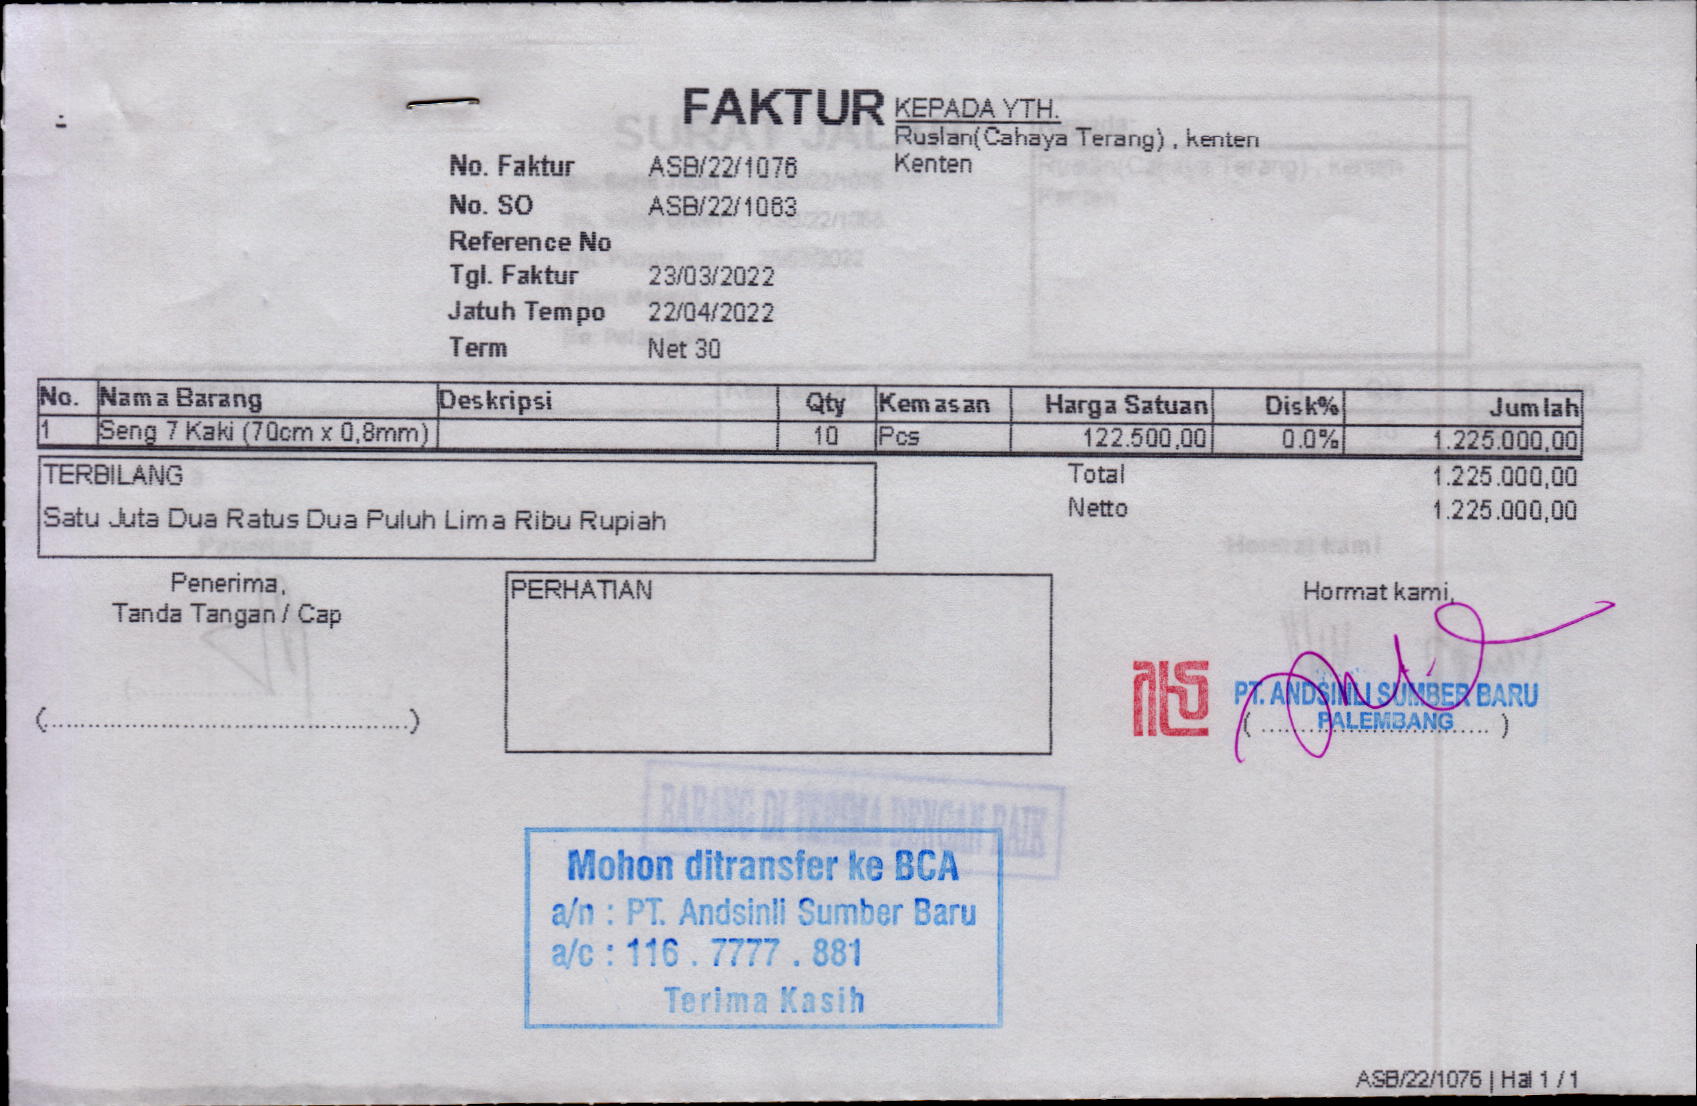 FAKTUR
KEPADA YTH.
Ruslan(Cahaya Terang) , kenten
Kenten
No. Faktur ASB/22/1076
No. SO ASB/22/1063
Reference No
Tgl. Faktur 23/03/2022
Jatuh Tempo 22/04/2022
Term Net 30
No. Nama Barang Deskripsi Qty Kemasan Harga Satuan Disk% Jumlah
1 Seng 7 Kaki (70cm x 0,8mm) 10 Pcs 122.500,00 0.0% 1.225.000,00
TERBILANG
Satu Juta Dua Ratus Dua Puluh Lima Ribu Rupiah
Total 1.225.000,00
Netto 1.225.000,00
Penerima,
Tanda Tangan / Cap
PERHATIAN
Hormat kami,
PT. ANDSINLI SUMBER BARU
PALEMBANG
BARANG DI TERIMA DENGAN BAIK
Mohon ditransfer ke BCA
a/n : PT. Andsinli Sumber Baru
a/c : 116 . 7777 . 881
Terima Kasih
ASB/22/1076 | Hal 1 / 1